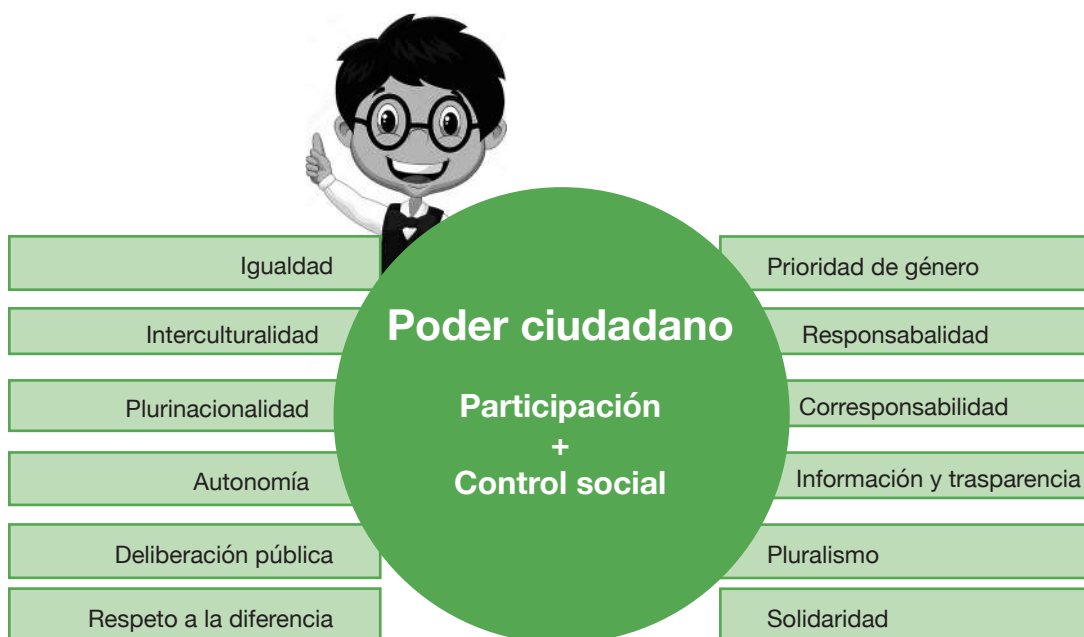 Igualdad
Interculturalidad
Plurinacionalidad
Autonomía
Deliberación pública
Respeto a la diferencia
Poder ciudadano
Participación
+
Control social
Prioridad de género
Responsabalidad
Corresponsabilidad
Información y trasparencia
Pluralismo
Solidaridad